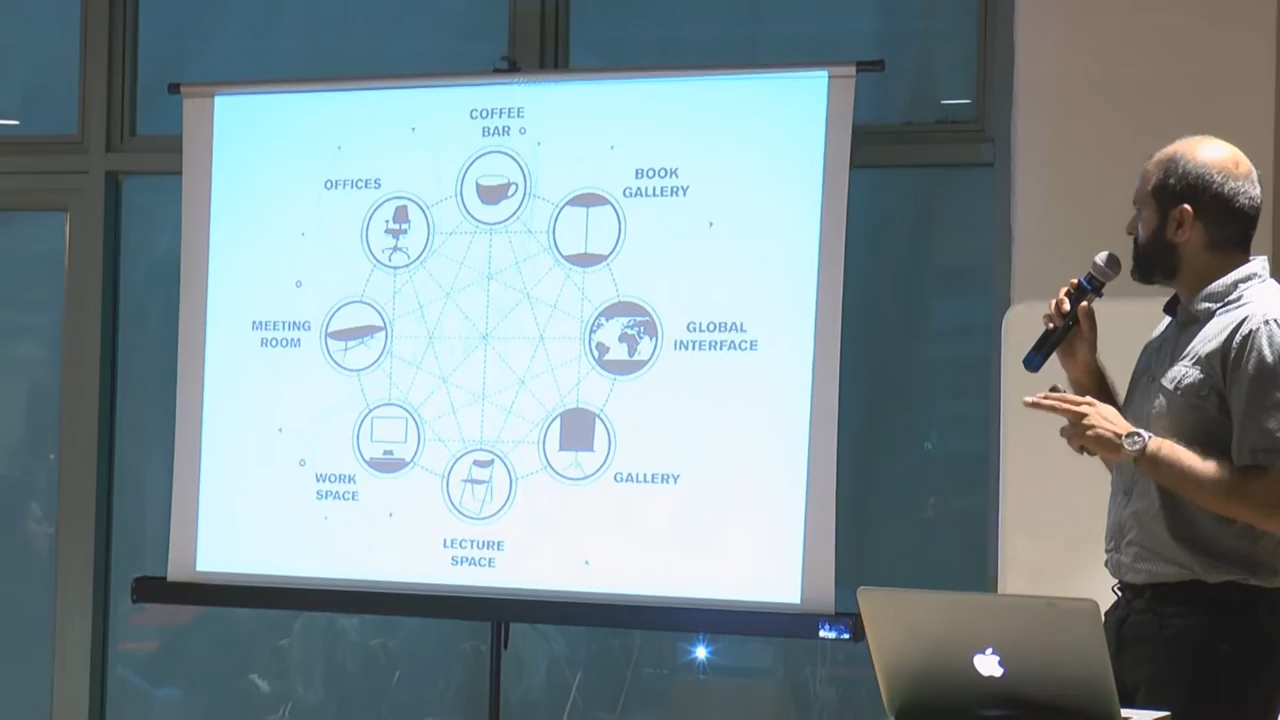 COFFEE
BAR
BOOK
GALLERY
OFFICES
GLOBAL
INTERFACE
MEETING
ROOM
GALLERY
WORK
SPACE
LECTURE
SPACE